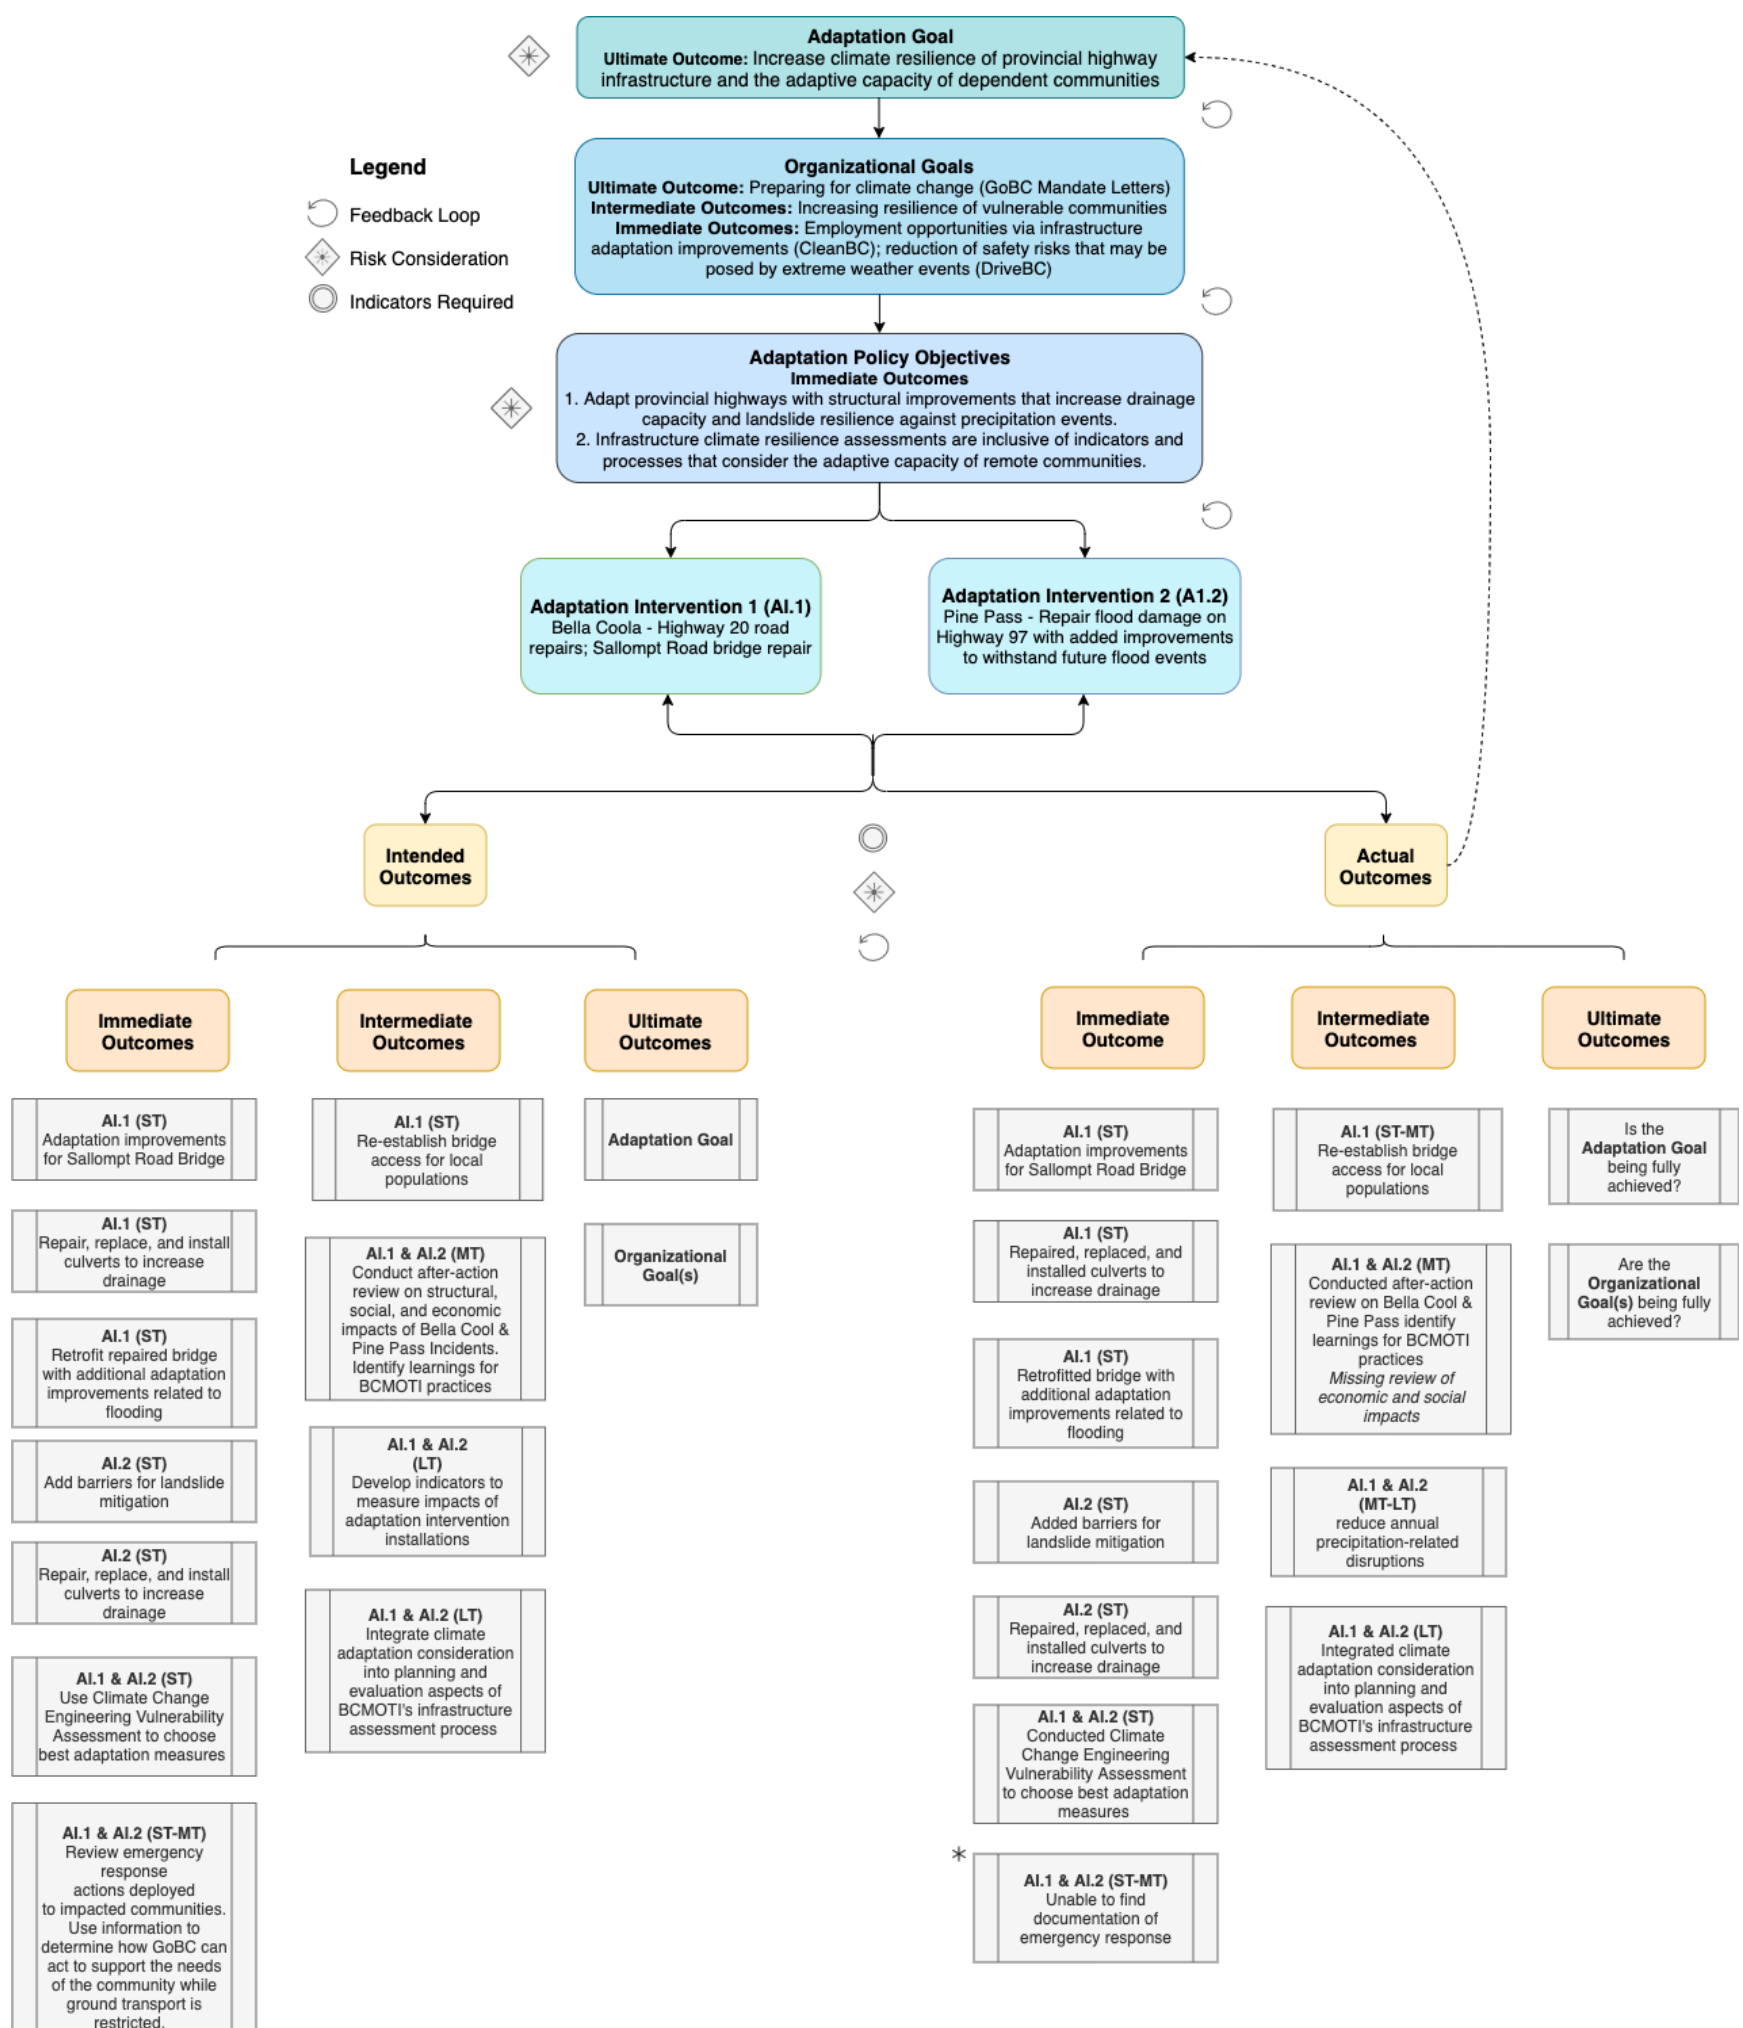 Adaptation Goal
Ultimate Outcome: Increase climate resilience of provincial highway
infrastructure and the adaptive capacity of dependent communities
Legend
Feedback Loop
Risk Consideration
Indicators Required
Organizational Goals
Ultimate Outcome: Preparing for climate change (GoBC Mandate Letters)
Intermediate Outcomes: Increasing resilience of vulnerable communities
Immediate Outcomes: Employment opportunities via infrastructure
adaptation improvements (CleanBC); reduction of safety risks that may be
posed by extreme weather events (DriveBC)
Adaptation Policy Objectives
Immediate Outcomes
1. Adapt provincial highways with structural improvements that increase drainage
capacity and landslide resilience against precipitation events.
2. Infrastructure climate resilience assessments are inclusive of indicators and
processes that consider the adaptive capacity of remote communities.
Adaptation Intervention 1 (AI.1)
Bella Coola - Highway 20 road
repairs; Sallompt Road bridge repair
Adaptation Intervention 2 (A1.2)
Pine Pass - Repair flood damage on
Highway 97 with added improvements
to withstand future flood events
Intended
Outcomes
Actual
Outcomes
Immediate
Outcomes
Intermediate
Outcomes
Ultimate
Outcomes
Immediate
Outcome
Intermediate
Outcomes
Ultimate
Outcomes
AI.1 (ST)
Adaptation improvements
for Sallompt Road Bridge
AI.1 (ST)
Repair, replace, and install
culverts to increase
drainage
AI.1 (ST)
Retrofit repaired bridge
with additional adaptation
improvements related to
flooding
AI.2 (ST)
Add barriers for landslide
mitigation
AI.2 (ST)
Repair, replace, and install
culverts to increase
drainage
AI.1 & AI.2 (ST)
Use Climate Change
Engineering Vulnerability
Assessment to choose
best adaptation measures
AI.1 & AI.2 (ST-MT)
Review emergency
response
actions deployed
to impacted communities.
Use information to
determine how GoBC can
act to support the needs
of the community while
ground transport is
restricted.
AI.1 (ST)
Re-establish bridge
access for local
populations
AI.1 & AI.2 (MT)
Conduct after-action
review on structural,
social, and economic
impacts of Bella Cool &
Pine Pass Incidents.
Identify learnings for
BCMOTI practices
AI.1 & AI.2
(LT)
Develop indicators to
measure impacts of
adaptation intervention
installations
AI.1 & AI.2 (LT)
Integrate climate
adaptation consideration
into planning and
evaluation aspects of
BCMOTI's infrastructure
assessment process
Adaptation Goal
Organizational
Goal(s)
AI.1 (ST)
Adaptation improvements
for Sallompt Road Bridge
AI.1 (ST)
Repaired, replaced, and
installed culverts to
increase drainage
AI.1 (ST)
Retrofitted bridge with
additional adaptation
improvements related to
flooding
AI.2 (ST)
Added barriers for
landslide mitigation
AI.2 (ST)
Repaired, replaced, and
installed culverts to
increase drainage
AI.1 & AI.2 (ST)
Conducted Climate
Change Engineering
Vulnerability Assessment
to choose best adaptation
measures
*
AI.1 & AI.2 (ST-MT)
Unable to find
documentation of
emergency response
AI.1 (ST-MT)
Re-establish bridge
access for local
populations
AI.1 & AI.2 (MT)
Conducted after-action
review on Bella Cool &
Pine Pass identify
learnings for BCMOTI
practices
Missing review of
economic and social
impacts
AI.1 & AI.2
(MT-LT)
reduce annual
precipitation-related
disruptions
AI.1 & AI.2 (LT)
Integrated climate
adaptation consideration
into planning and
evaluation aspects of
BCMOTI's infrastructure
assessment process
Is the
Adaptation Goal
being fully
achieved?
Are the
Organizational
Goal(s) being fully
achieved?